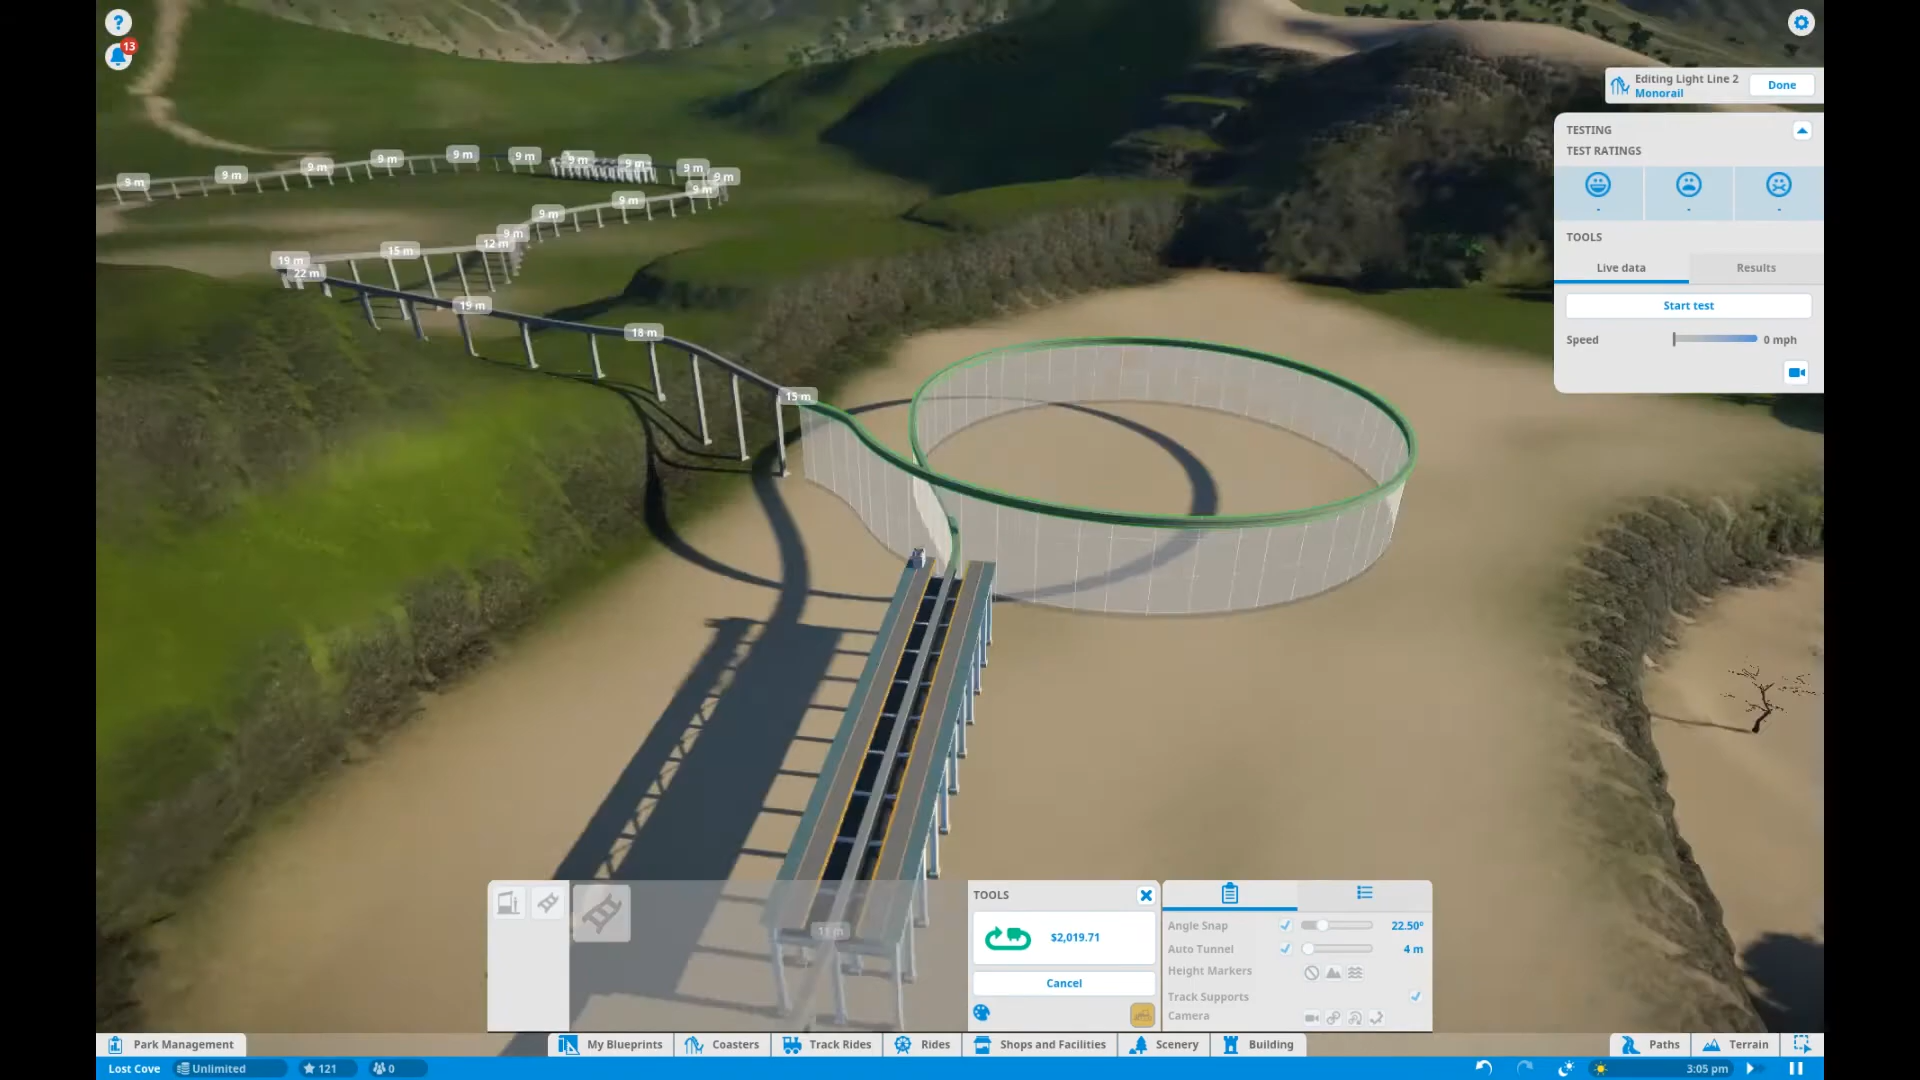 ?
13
Editing Light Line 2
Monorail
Done
TESTING
TEST RATINGS
-
-
-
TOOLS
Live data
Results
Start test
Speed
0 mph
9 m
9 m
9 m
9 m
9 m
9 m
9 m
9 m
9 m
9 m
9 m
9 m
9 m
9 m
12 m
15 m
19 m
22 m
19 m
18 m
15 m
TOOLS
$2,019.71
Cancel
Angle Snap
22.50°
Auto Tunnel
4 m
Height Markers
Track Supports
Camera
Park Management
My Blueprints
Coasters
Track Rides
Rides
Shops and Facilities
Scenery
Building
Paths
Terrain
Lost Cove
Unlimited
121
0
3:05 pm